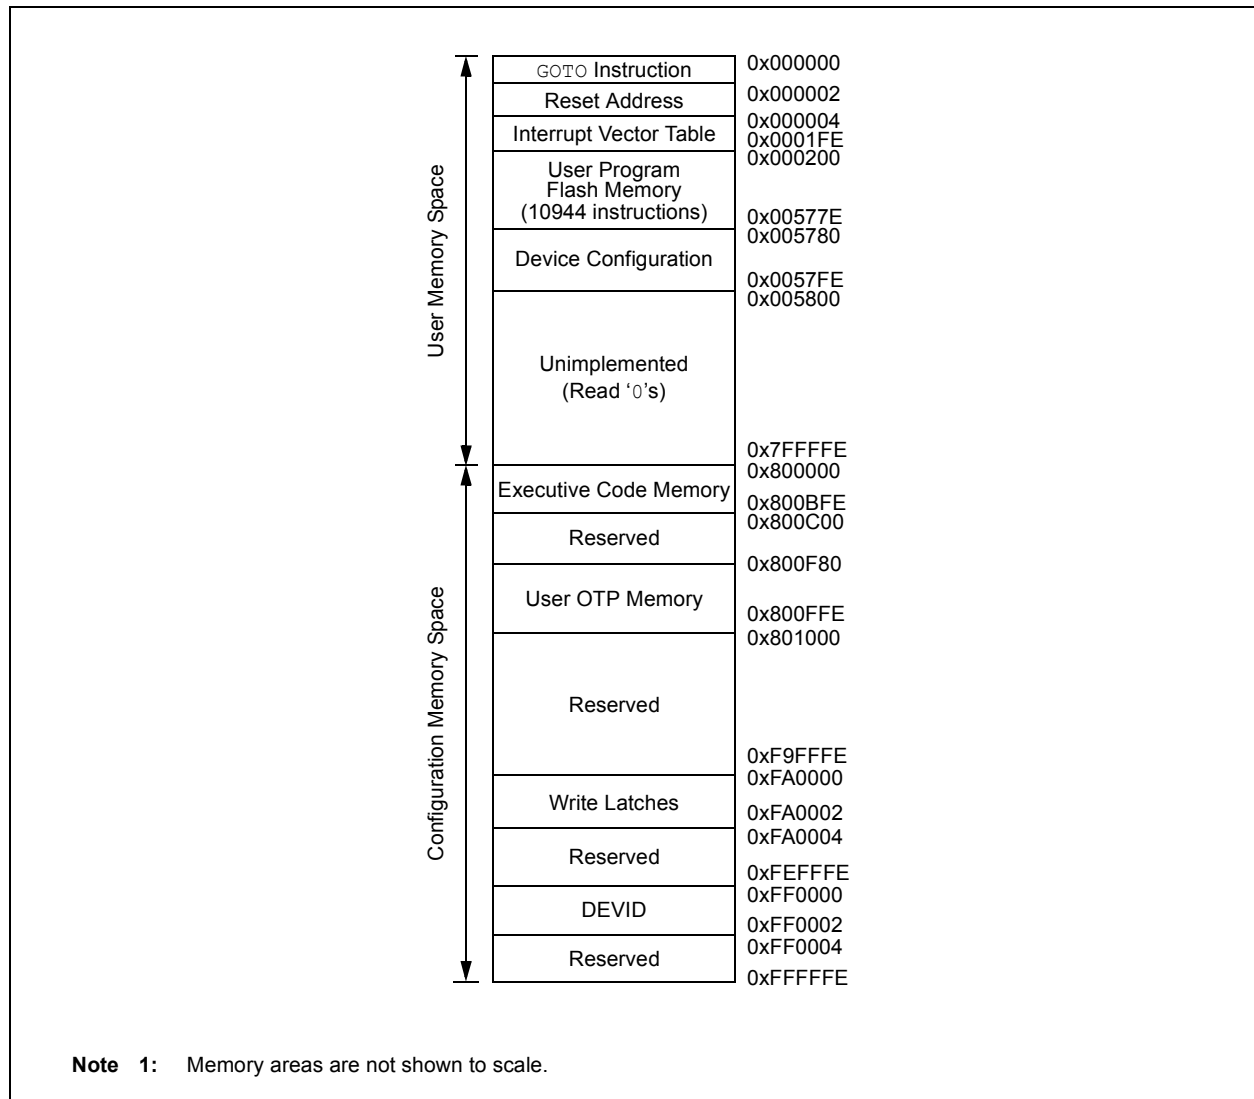 GOTO Instruction
0x000000
Reset Address
0x000002
Interrupt Vector Table
0x000004
0x0001FE
User Program
Flash Memory
(10944 instructions)
0x000200
0x00577E
Device Configuration
0x005780
0x0057FE
Unimplemented
(Read ‘0’s)
0x005800
0x7FFFFE
User Memory Space
Executive Code Memory
0x800000
0x800BFE
Reserved
0x800C00
User OTP Memory
0x800F80
0x800FFE
Reserved
0x801000
0xF9FFFE
Write Latches
0xFA0000
0xFA0002
Reserved
0xFA0004
0xFEFFFE
DEVID
0xFF0000
0xFF0002
Reserved
0xFF0004
0xFFFFFE
Configuration Memory Space
Note 1: Memory areas are not shown to scale.